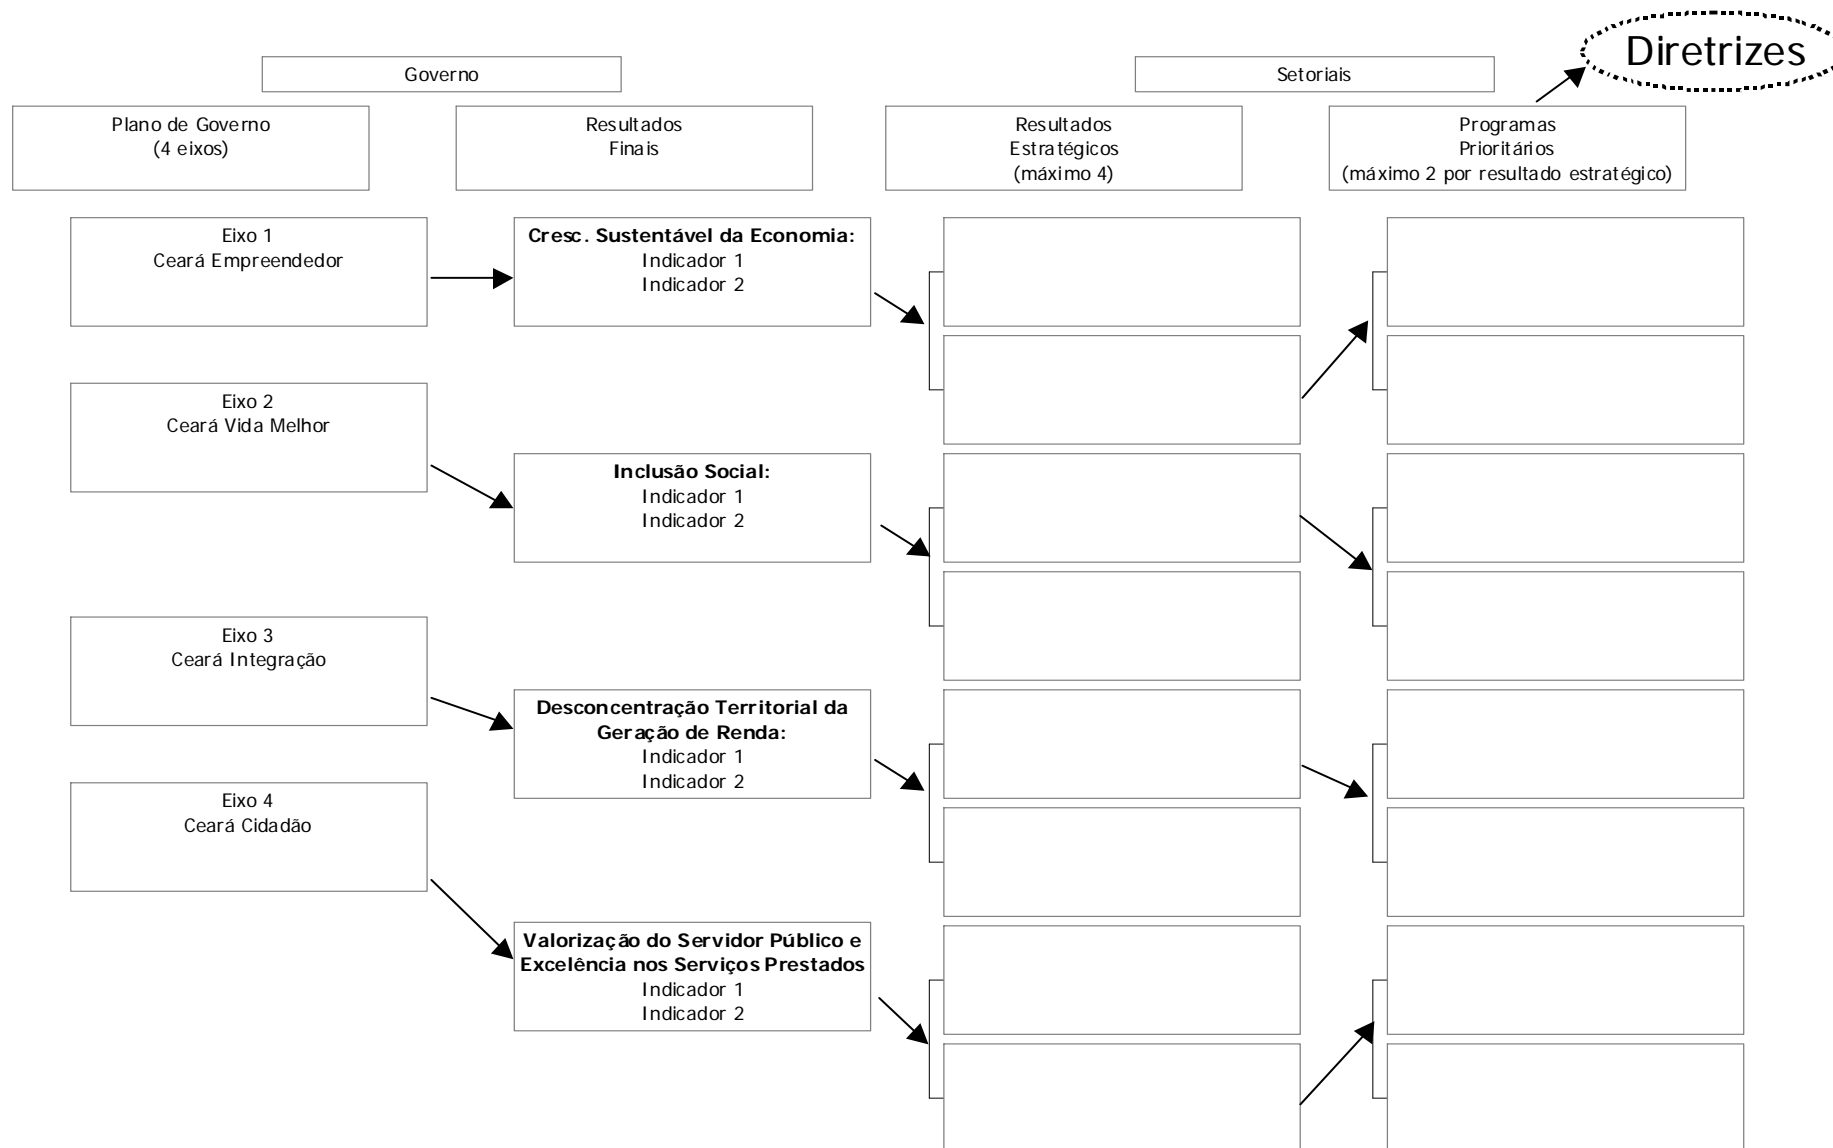 Diretrizes
Governo
Setoriais
Plano de Governo
(4 eixos)
Resultados
Finais
Resultados
Estratégicos
(máximo 4)
Programas
Prioritários
(máximo 2 por resultado estratégico)
Eixo 1
Ceará Empreendedor
Cresc. Sustentável da Economia:
Indicador 1
Indicador 2
Eixo 2
Ceará Vida Melhor
Inclusão Social:
Indicador 1
Indicador 2
Eixo 3
Ceará Integração
Desconcentração Territorial da
Geração de Renda:
Indicador 1
Indicador 2
Eixo 4
Ceará Cidadão
Valorização do Servidor Público e
Excelência nos Serviços Prestados
Indicador 1
Indicador 2